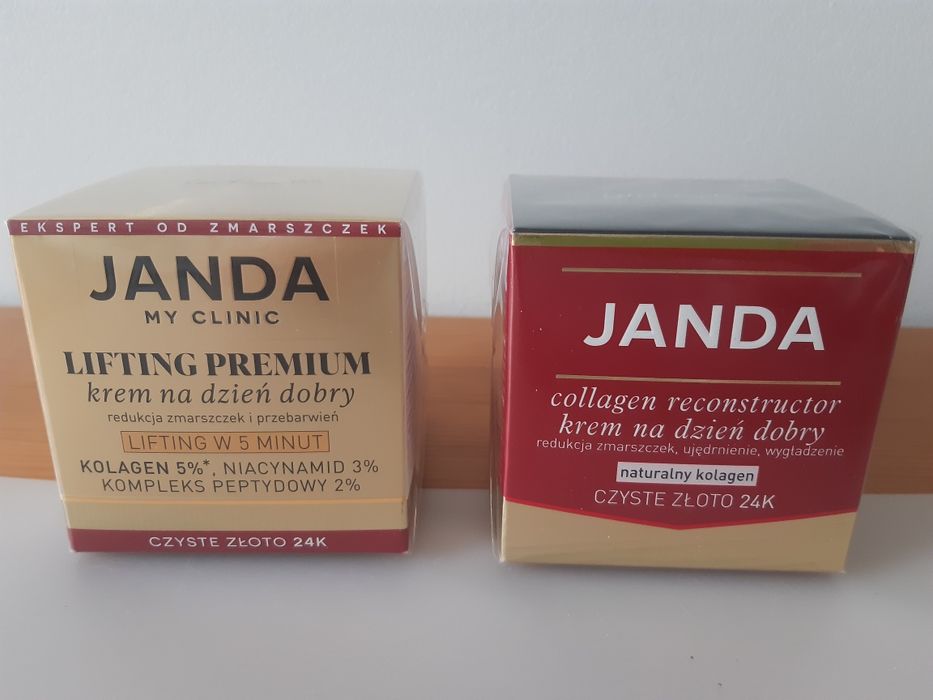 EKSPERT OD ZMARSZCZEK
JANDA
MY CLINIC
LIFTING PREMIUM
krem na dzień dobry
redukcja zmarszczek i przebarwień
LIFTING W 5 MINUT
KOLAGEN 5%*, NIACYNAMID 3%
KOMPLEKS PEPTYDOWY 2%
CZYSTE ZŁOTO 24K
JANDA
collagen reconstructor
krem na dzień dobry
redukcja zmarszczek, ujędrnienie, wygładzenie
naturalny kolagen
CZYSTE ZŁOTO 24K